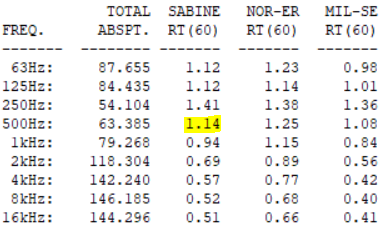 TOTAL SABINE NOR-ER MIL-SE
FREQ. ABSPT. RT(60) RT(60) RT(60)
------- -------- ------- ------- -------
63Hz: 87.655 1.12 1.23 0.98
125Hz: 84.435 1.12 1.14 1.01
250Hz: 54.104 1.41 1.38 1.36
500Hz: 63.385 1.14 1.25 1.08
1kHz: 79.268 0.94 1.15 0.84
2kHz: 118.304 0.69 0.89 0.56
4kHz: 142.240 0.57 0.77 0.42
8kHz: 146.185 0.52 0.68 0.40
16kHz: 144.296 0.51 0.66 0.41